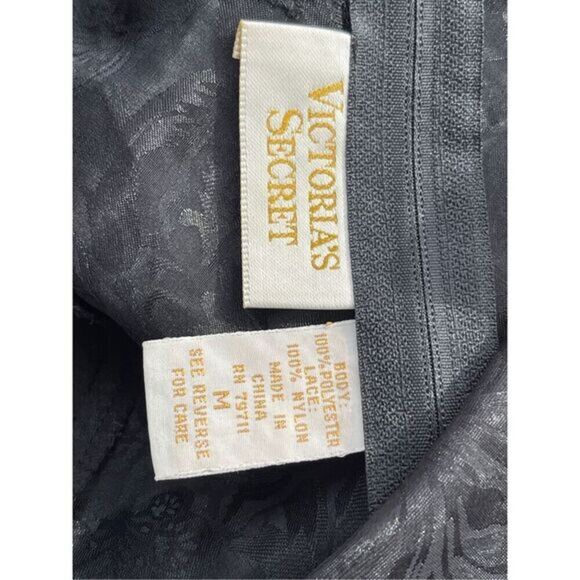 VICTORIA'S
SECRET
BODY:
100% POLYESTER
LACE:
100% NYLON
MADE IN
CHINA
RN 79711
M
SEE REVERSE
FOR CARE